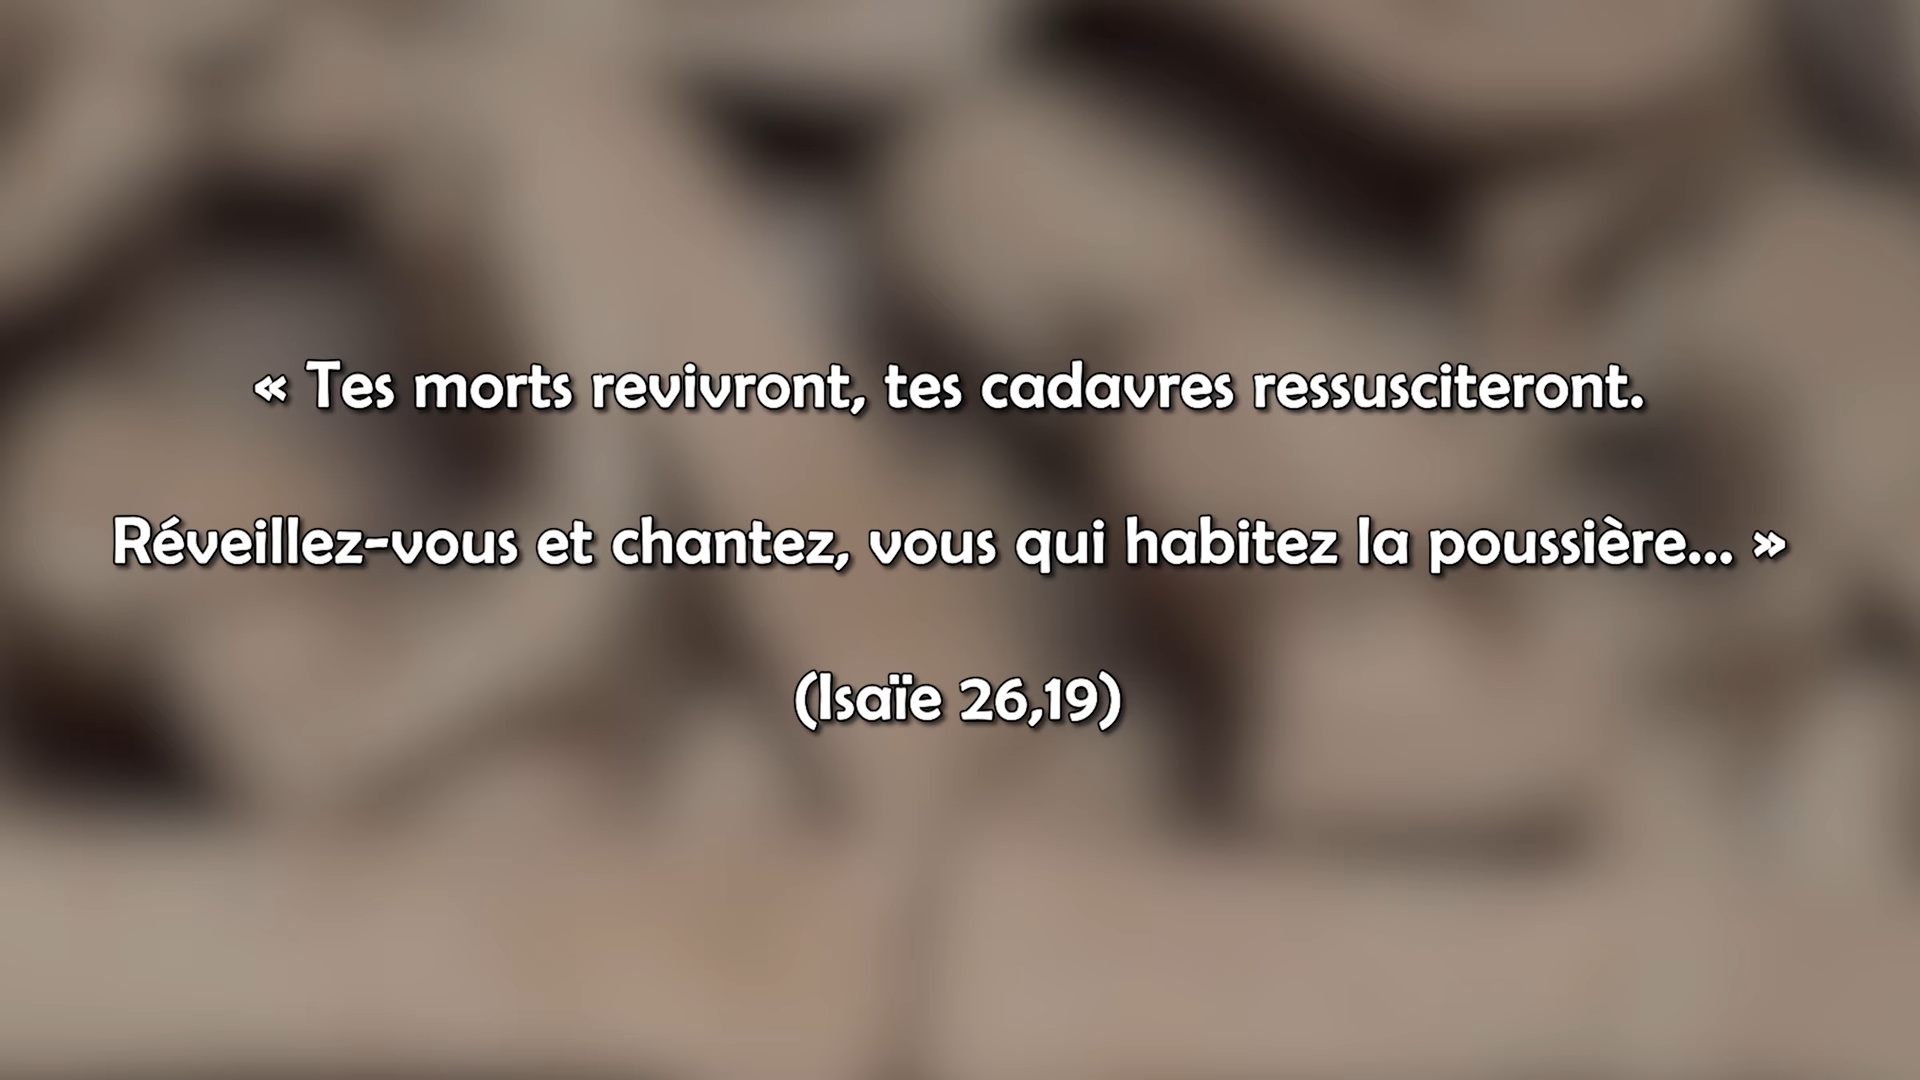 « Tes morts revivront, tes cadavres ressusciteront.
Réveillez-vous et chantez, vous qui habitez la poussière... »
(Isaïe 26,19)